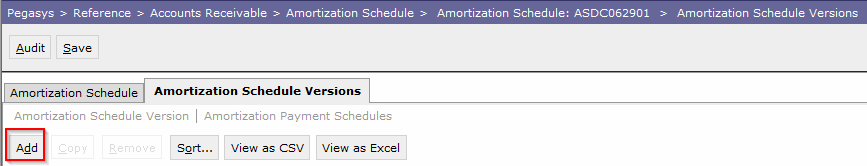 Pegasys > Reference > Accounts Receivable > Amortization Schedule > Amortization Schedule: ASDC062901 > Amortization Schedule Versions
Audit Save
Amortization Schedule Amortization Schedule Versions
Amortization Schedule Version | Amortization Payment Schedules
Add Copy Remove Sort... View as CSV View as Excel